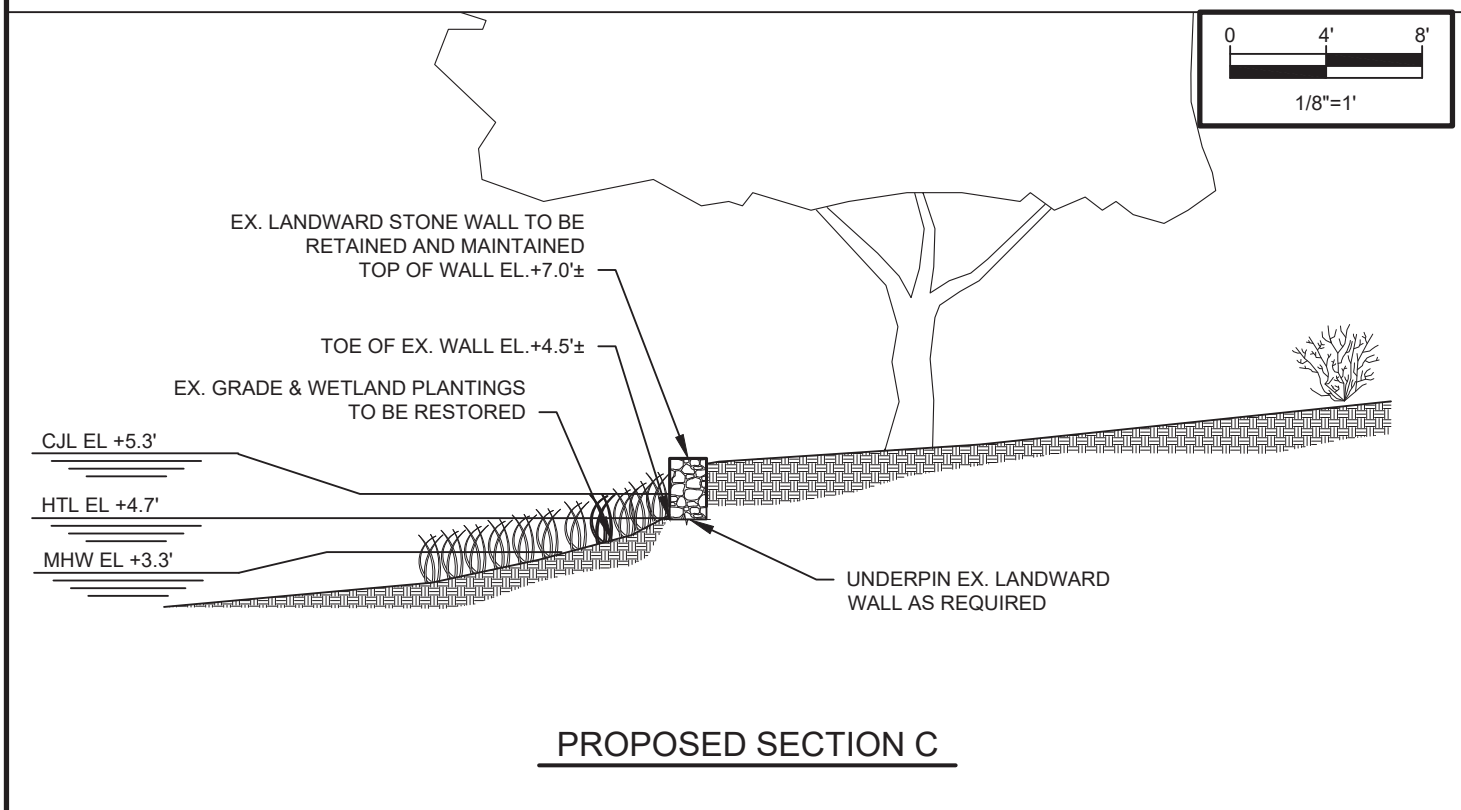 0 4' 8'
1/8"=1'
EX. LANDWARD STONE WALL TO BE
RETAINED AND MAINTAINED
TOP OF WALL EL.+7.0'±
TOE OF EX. WALL EL.+4.5'±
EX. GRADE & WETLAND PLANTINGS
TO BE RESTORED
CJL EL +5.3'
HTL EL +4.7'
MHW EL +3.3'
UNDERPIN EX. LANDWARD
WALL AS REQUIRED
PROPOSED SECTION C